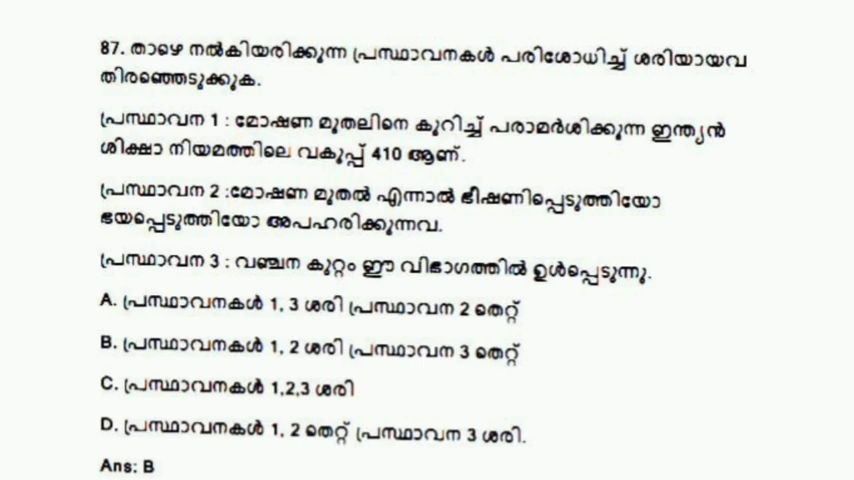 87. താഴെ നൽകിയരിക്കുന്ന പ്രസ്ഥാവനകൾ പരിശോധിച്ച് ശരിയായവ
തിരഞ്ഞെടുക്കുക.
പ്രസ്ഥാവന 1 : മോഷണ മുതലിനെ കുറിച്ച് പരാമർശിക്കുന്ന ഇന്ത്യൻ
ശിക്ഷാ നിയമത്തിലെ വകുപ്പ് 410 ആണ്.
പ്രസ്ഥാവന 2 :മോഷണ മുതൽ എന്നാൽ ഭീഷണിപ്പെടുത്തിയോ
ഭയപ്പെടുത്തിയോ അപഹരിക്കുന്നവ.
പ്രസ്ഥാവന 3 : വഞ്ചന കുറ്റം ഈ വിഭാഗത്തിൽ ഉൾപ്പെടുന്നു.
A. പ്രസ്ഥാവനകൾ 1, 3 ശരി പ്രസ്ഥാവന 2 തെറ്റ്
B. പ്രസ്ഥാവനകൾ 1, 2 ശരി പ്രസ്ഥാവന 3 തെറ്റ്
C. പ്രസ്ഥാവനകൾ 1,2,3 ശരി
D. പ്രസ്ഥാവനകൾ 1, 2 തെറ്റ് പ്രസ്ഥാവന 3 ശരി.
Ans: B